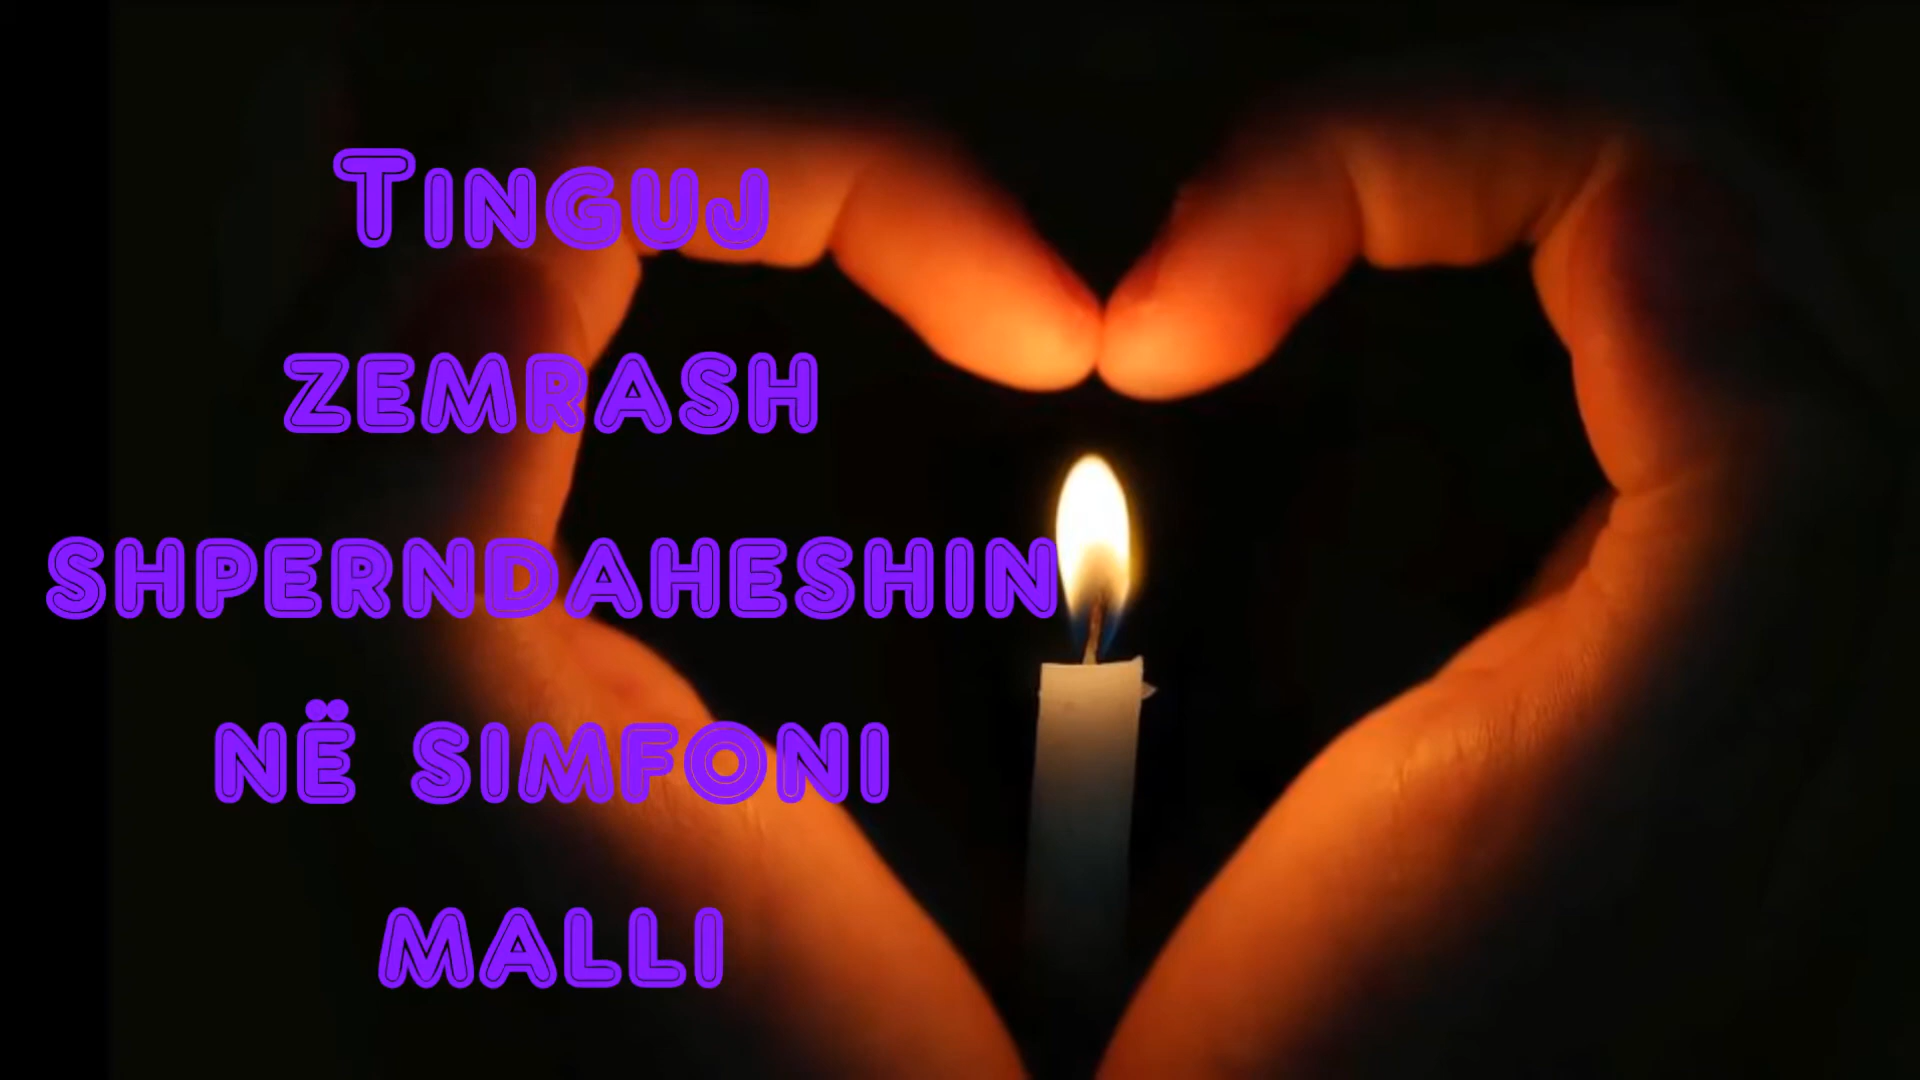 Tinguj
zemrash
shperndaheshin
në simfoni
malli